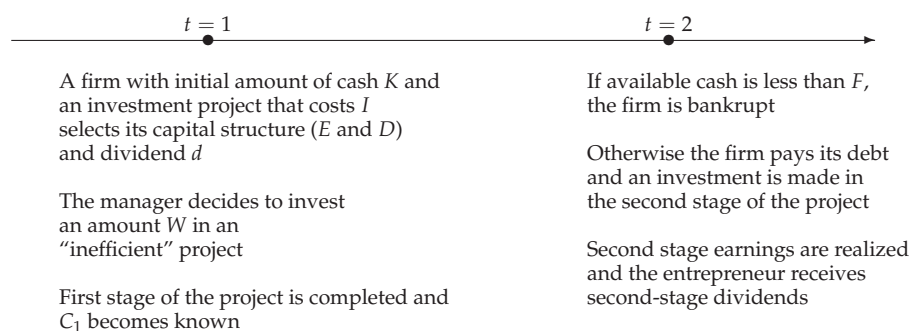 t = 1
t = 2
A firm with initial amount of cash K and
an investment project that costs I
selects its capital structure (E and D)
and dividend d
The manager decides to invest
an amount W in an
“inefficient” project
First stage of the project is completed and
C₁ becomes known
If available cash is less than F,
the firm is bankrupt
Otherwise the firm pays its debt
and an investment is made in
the second stage of the project
Second stage earnings are realized
and the entrepreneur receives
second-stage dividends